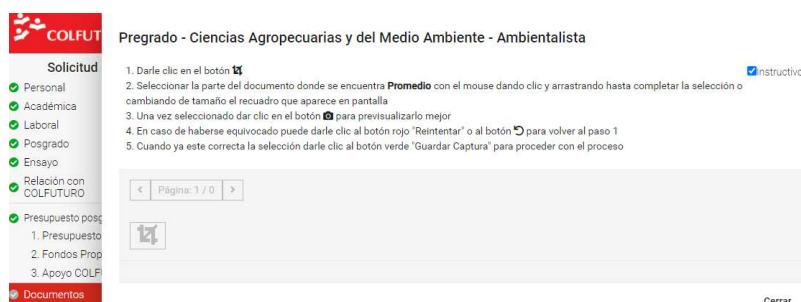 COLFUT
Pregrado - Ciencias Agropecuarias y del Medio Ambiente - Ambientalista
Solicitud
Personal
Académica
Laboral
Posgrado
Ensayo
Relación con
COLFUTURO
Presupuesto posg
1. Presupuesto
2. Fondos Prop
3. Apoyo COLF
Documentos
1. Darle clic en el botón
Instructivo
2. Seleccionar la parte del documento donde se encuentra Promedio con el mouse dando clic y arrastrando hasta completar la selección o
cambiando de tamaño el recuadro que aparece en pantalla
3. Una vez seleccionado dar clic en el botón para previsualizarlo mejor
4. En caso de haberse equivocado puede darle clic al botón rojo "Reintentar" o al botón para volver al paso 1
5. Cuando ya este correcta la selección darle clic al botón verde "Guardar Captura" para proceder con el proceso
< Página: 1 / 0 >
Cerrar